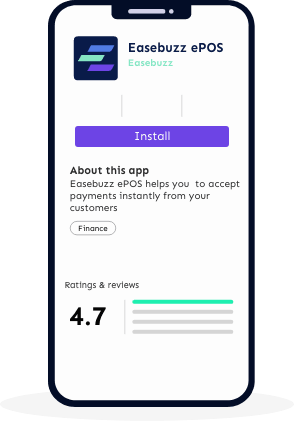 Easebuzz ePOS
Easebuzz
Install
About this app
Easebuzz ePOS helps you to accept
payments instantly from your
customers
Finance
Ratings & reviews
4.7